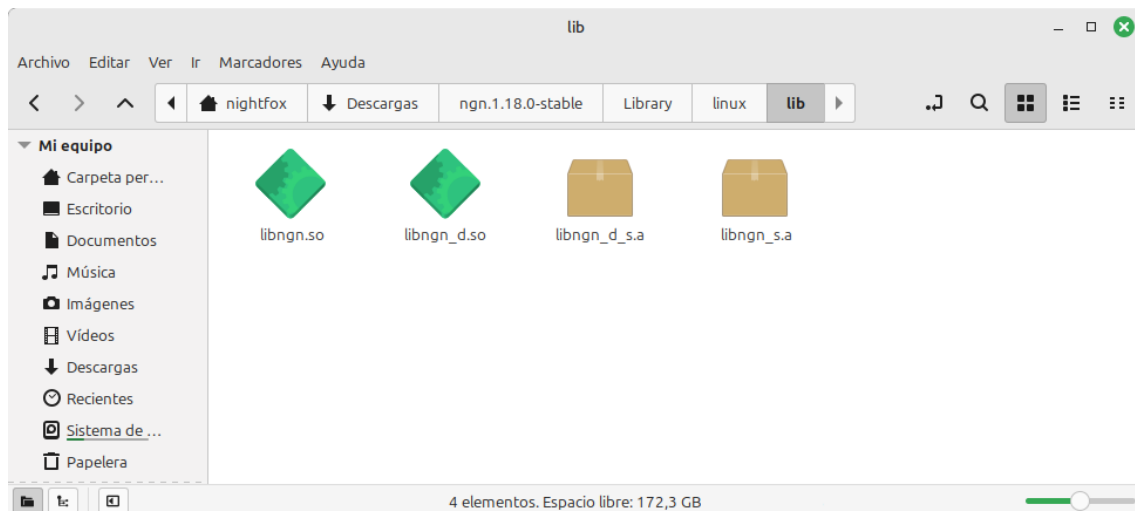 lib
Archivo Editar Ver Ir Marcadores Ayuda
nightfox Descargas ngn.1.18.0-stable Library linux lib
Mi equipo
Carpeta per...
Escritorio
Documentos
Música
Imágenes
Vídeos
Descargas
Recientes
Sistema de ...
Papelera
libngn.so libngn_d.so libngn_d_s.a libngn_s.a
4 elementos. Espacio libre: 172,3 GB